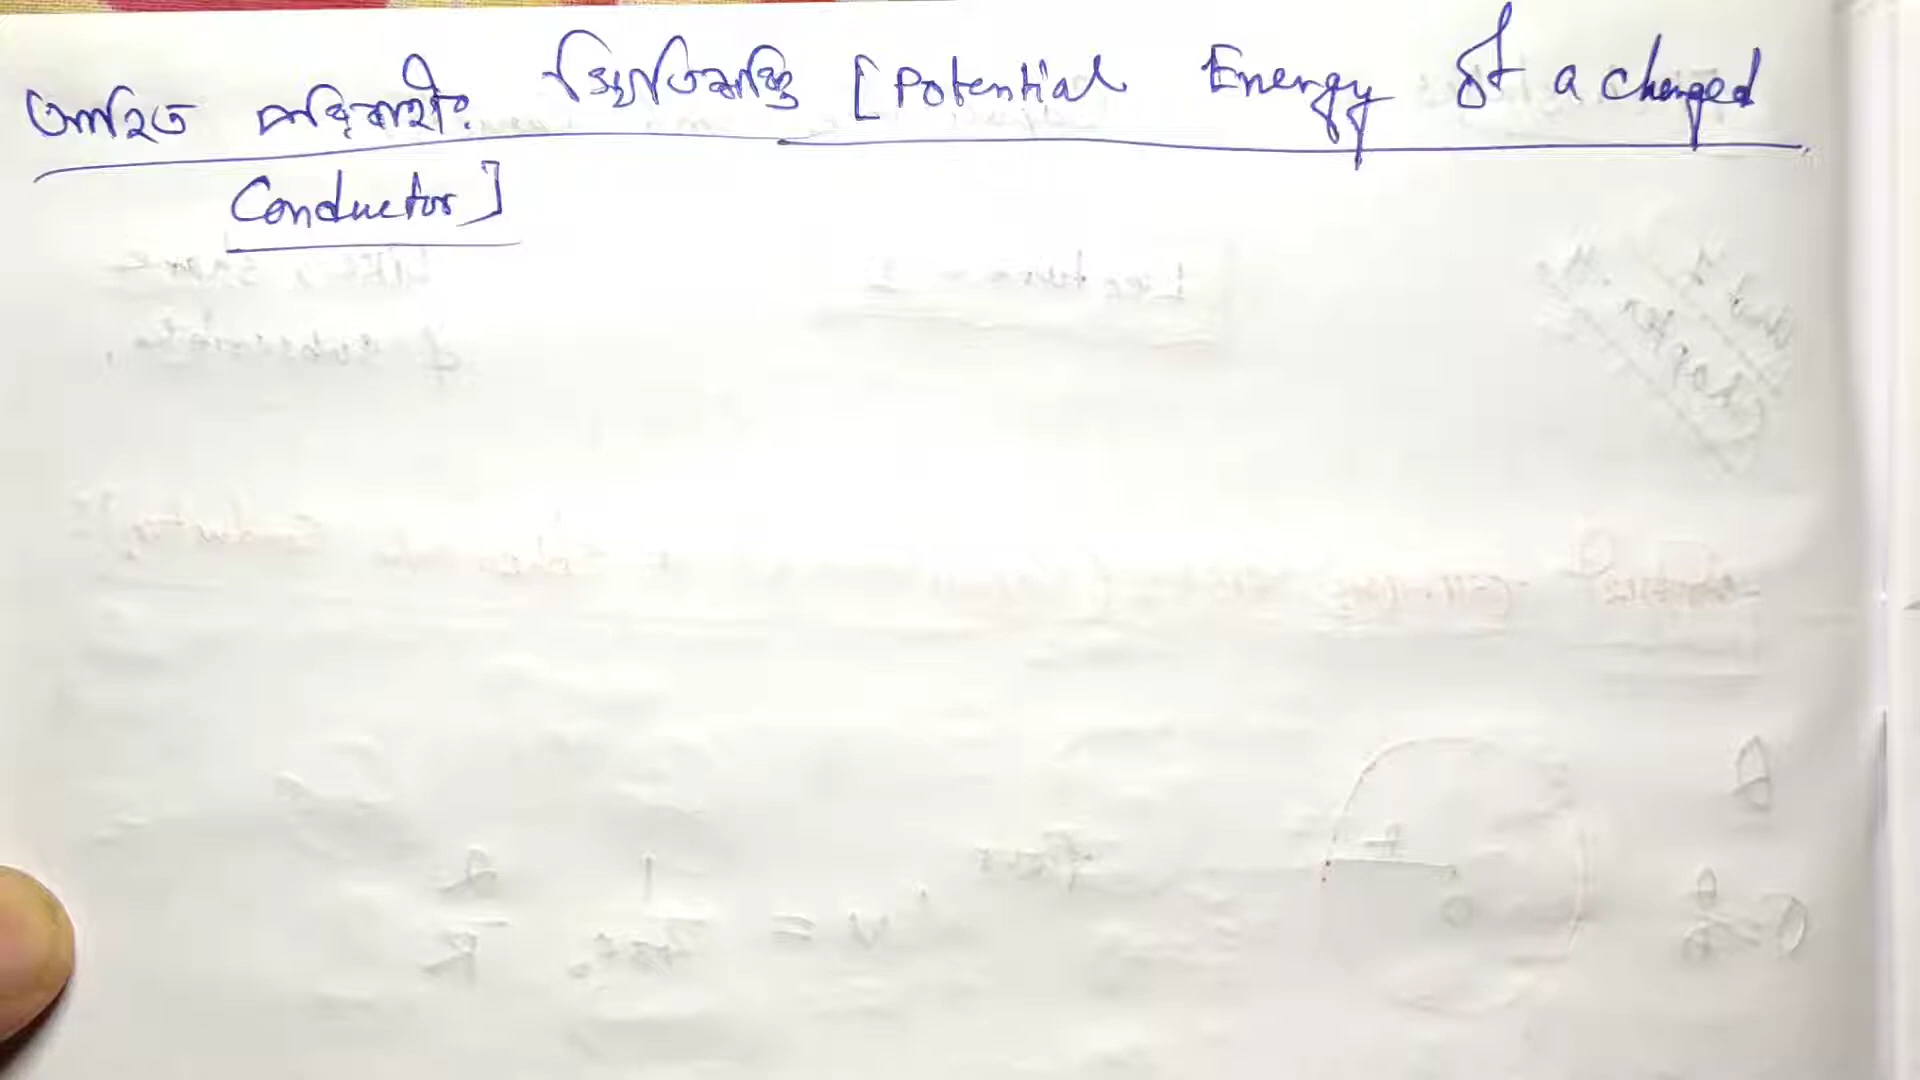 আহিত পরিবাহীর স্থিতিশক্তি [Potential Energy of a charged
Conductor]